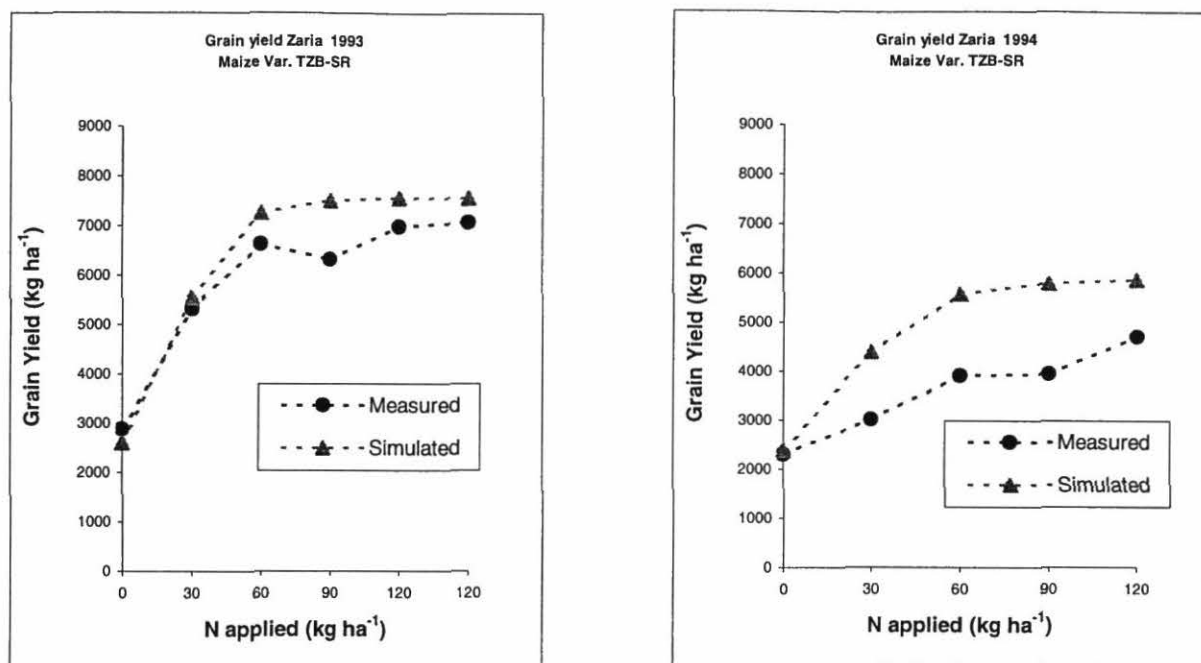 Grain yield Zaria 1993
Maize Var. TZB-SR
9000
8000
7000
6000
5000
4000
3000
2000
1000
0
Grain Yield (kg ha⁻¹)
Measured
Simulated
0 30 60 90 120 120
N applied (kg ha⁻¹)
Grain yield Zaria 1994
Maize Var. TZB-SR
9000
8000
7000
6000
5000
4000
3000
2000
1000
0
Grain Yield (kg ha⁻¹)
Measured
Simulated
0 30 60 90 120
N applied (kg ha⁻¹)